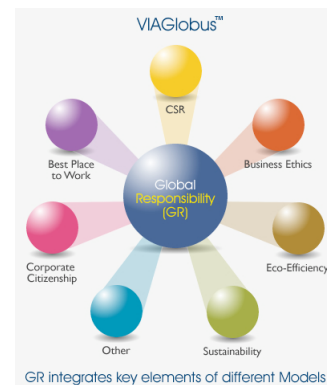 VIAGlobus™
CSR
Best Place
to Work
Business Ethics
Global
Responsibility
(GR)
Corporate
Citizenship
Eco-Efficiency
Other
Sustainability
GR integrates key elements of different Models